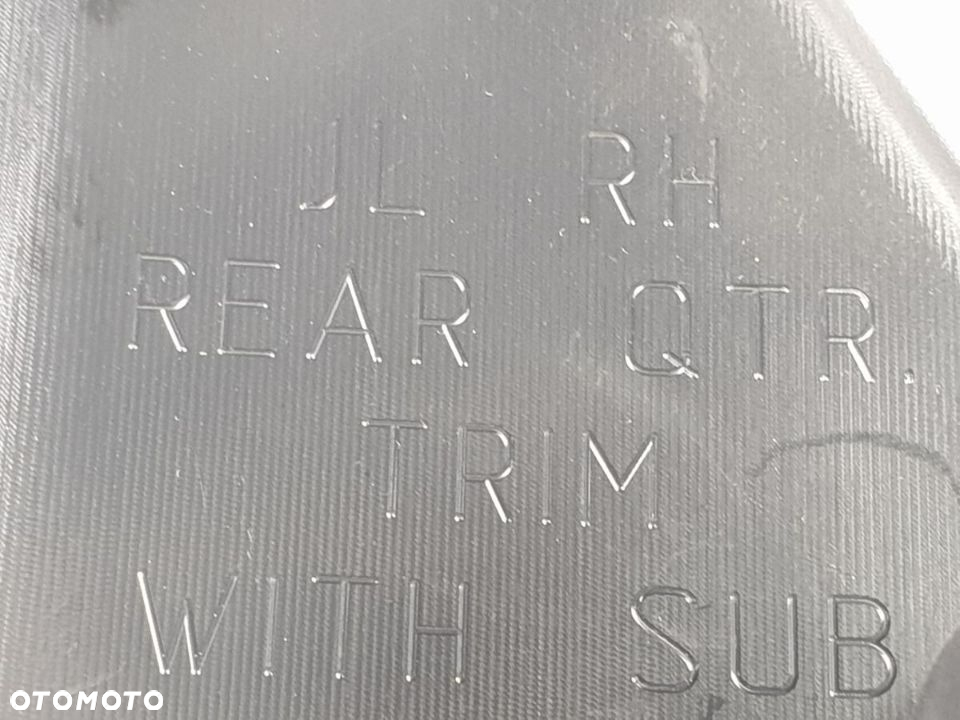 JL RH
REAR QTR.
TRIM
WITH SUB
OTOMOTO